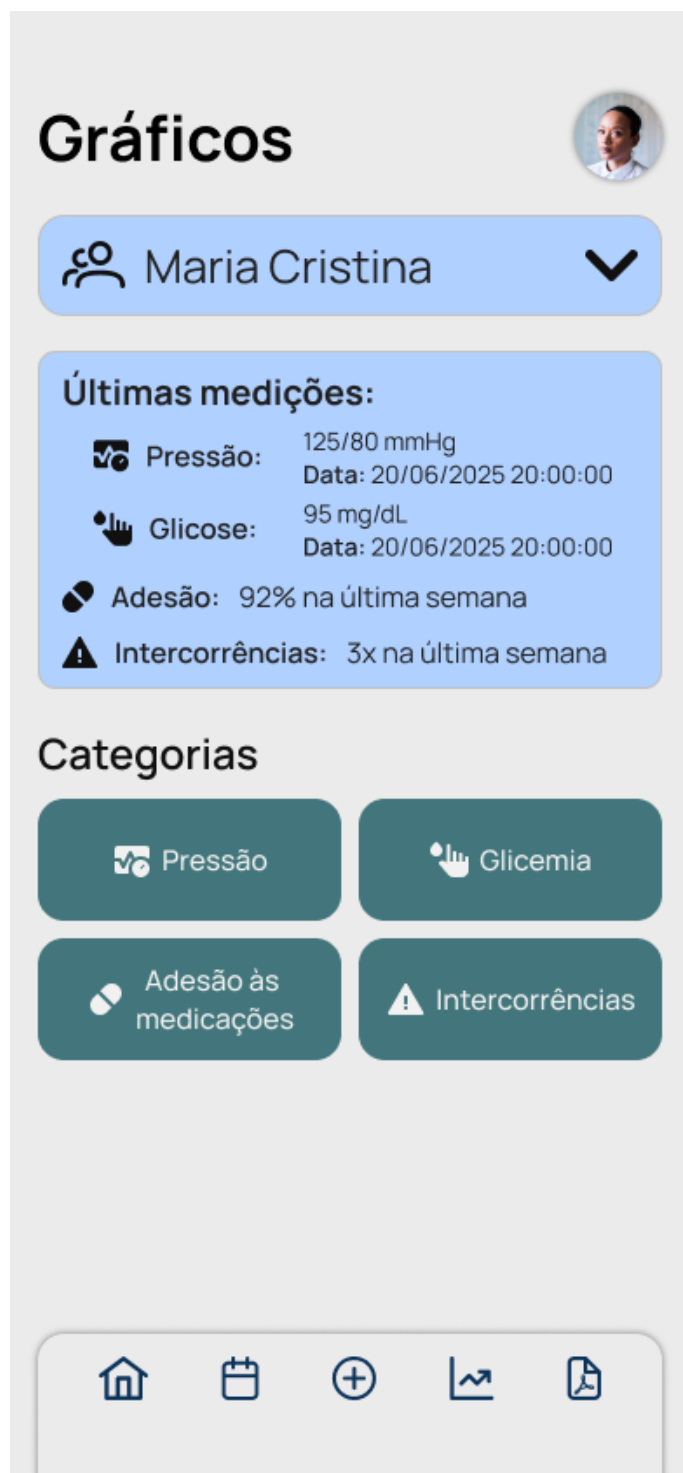 Gráficos
Maria Cristina
Últimas medições:
Pressão:
125/80 mmHg
Data: 20/06/2025 20:00:00
Glicose:
95 mg/dL
Data: 20/06/2025 20:00:00
Adesão: 92% na última semana
Intercorrências: 3x na última semana
Categorias
Pressão
Glicemia
Adesão às
medicações
Intercorrências